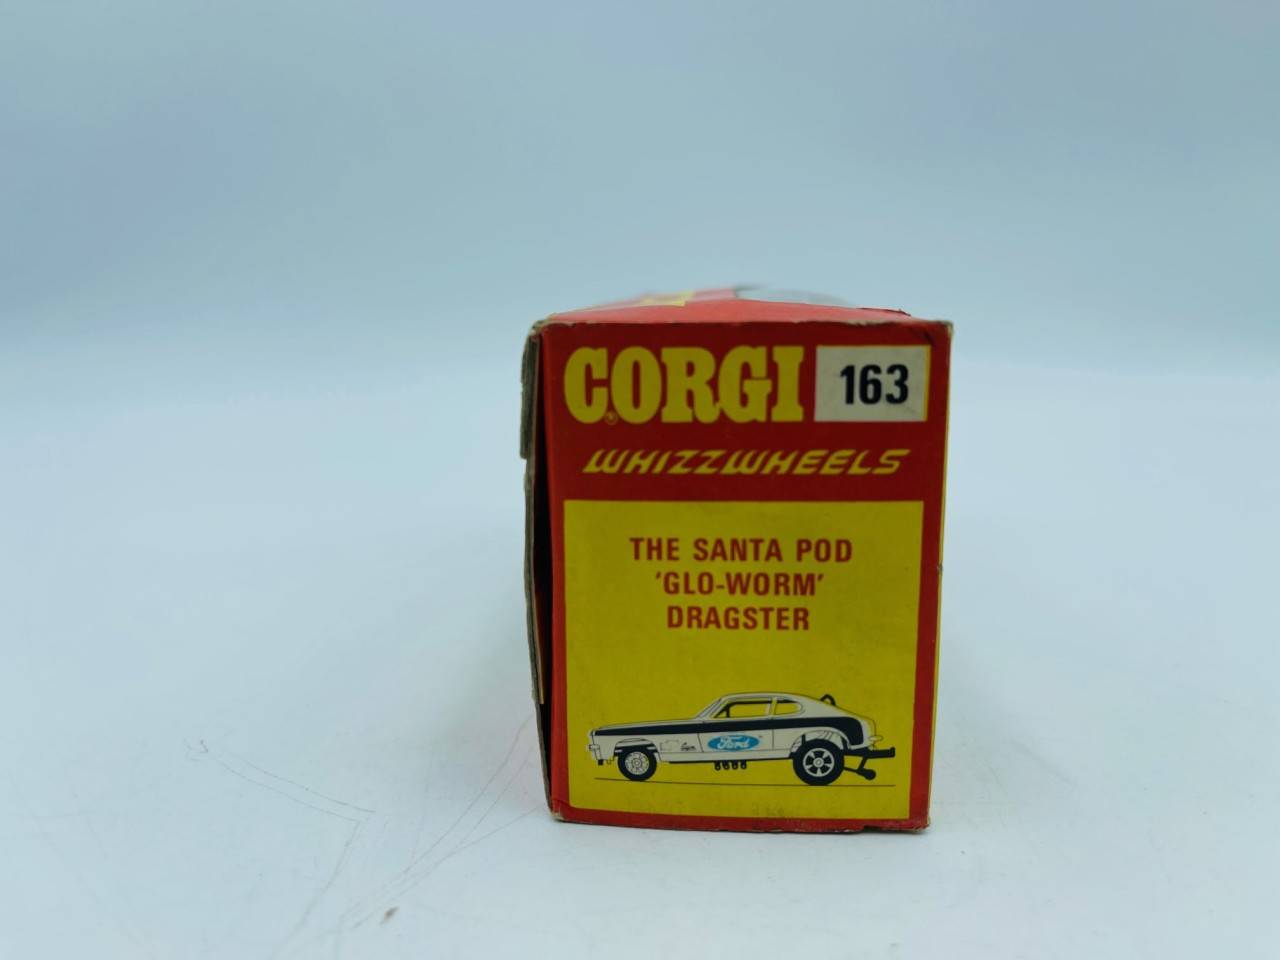 CORGI 163
WHIZZWHEELS
THE SANTA POD
'GLO-WORM'
DRAGSTER
Ford